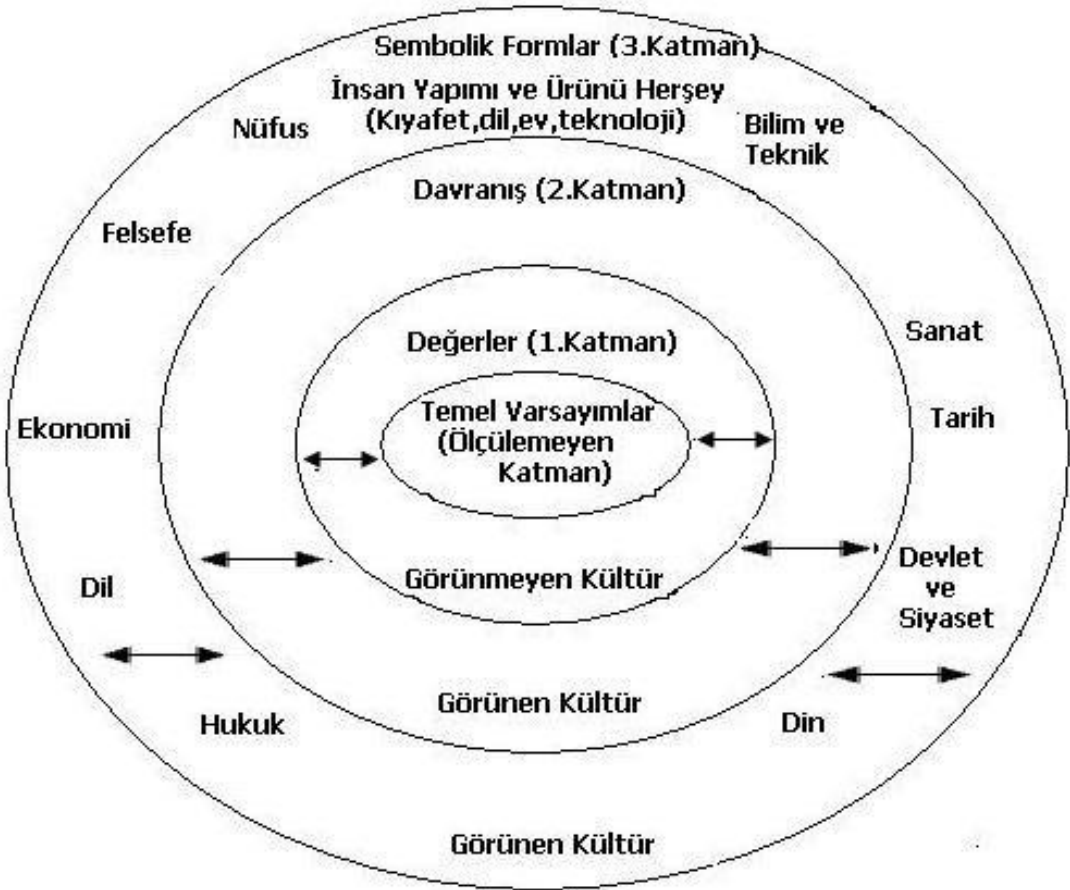 Sembolik Formlar (3.Katman)
İnsan Yapımı ve Ürünü Herşey
(Kıyafet,dil,ev,teknoloji)
Nüfus
Bilim ve
Teknik
Davranış (2.Katman)
Felsefe
Değerler (1.Katman)
Sanat
Temel Varsayımlar
(Ölçülemeyen
Katman)
Ekonomi
Tarih
Görünmeyen Kültür
Dil
Devlet
ve
Siyaset
Görünen Kültür
Hukuk
Din
Görünen Kültür